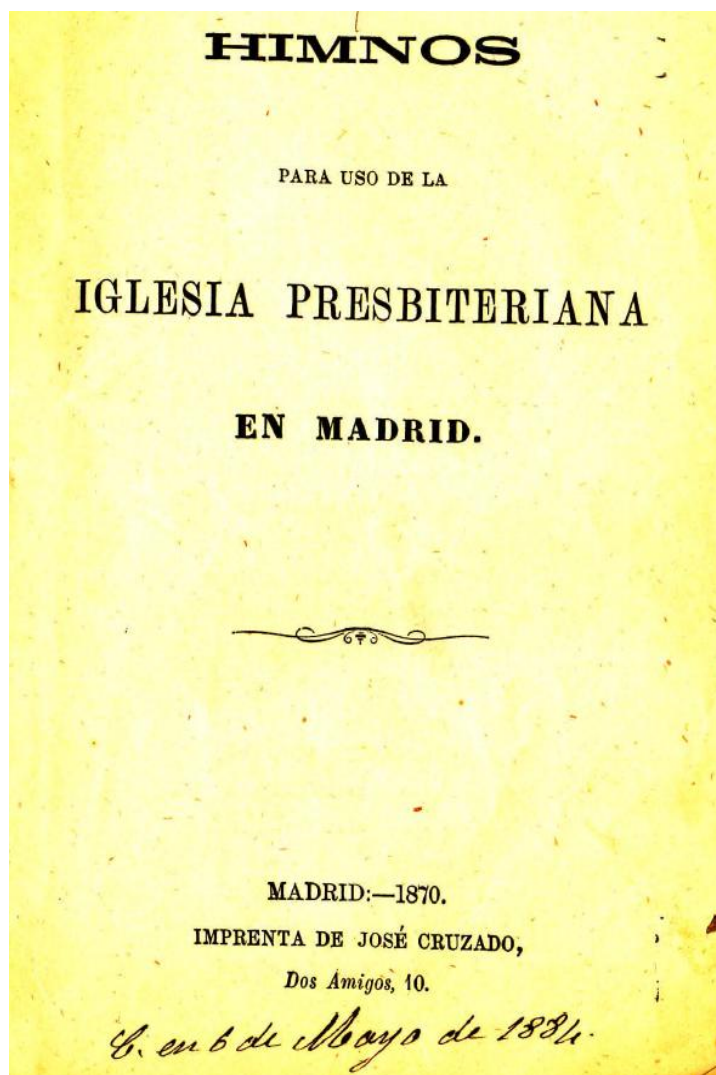 HIMNOS
PARA USO DE LA
IGLESIA PRESBITERIANA
EN MADRID.
MADRID:—1870.
IMPRENTA DE JOSÉ CRUZADO,
Dos Amigos, 10.
en 6 de Mayo de 1884.